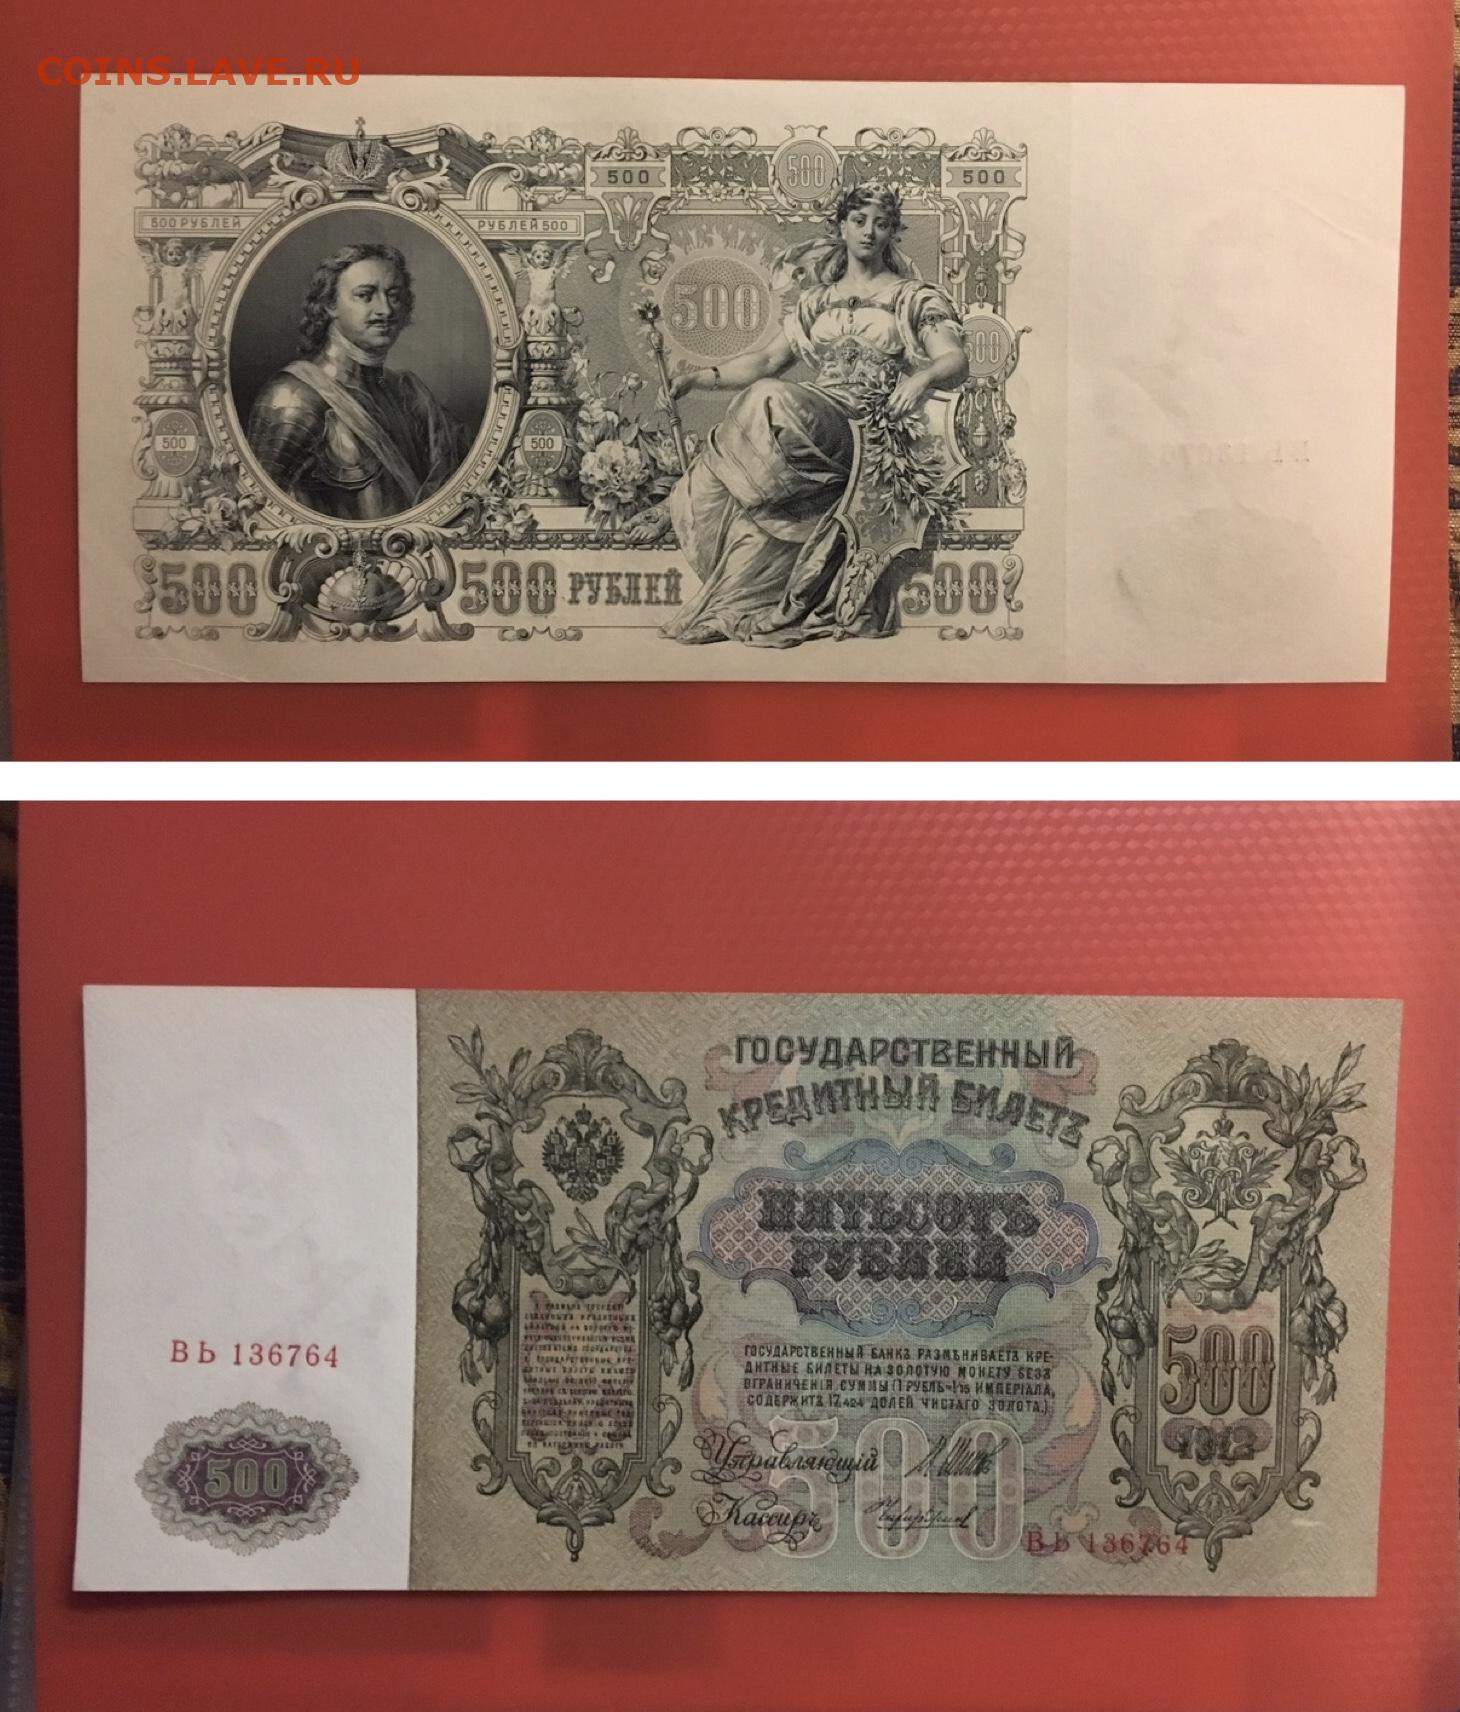 COINS.LAVE.RU
500
500
500
500 РУБЛЕЙ
РУБЛЕЙ 500
500
500
500
500
500
500 РУБЛЕЙ
500
ГОСУДАРСТВЕННЫЙ
КРЕДИТНЫЙ БИЛЕТЪ
ПЯТЬСОТЪ
РУБЛЕЙ
ГОСУДАРСТВЕННЫЙ БАНКЪ РАЗМѢНИВАЕТЪ КРЕ-
ДИТНЫЕ БИЛЕТЫ НА ЗОЛОТУЮ МОНЕТУ БЕЗЪ
ОГРАНИЧЕНІЯ СУММЫ (1 РУБЛЬ=1/15 ИМПЕРІАЛА,
СОДЕРЖИТЪ 17,424 ДОЛЕЙ ЧИСТАГО ЗОЛОТА.)
500
1912
ВЬ 136764
500
Управляющій
Кассиръ
500
ВЬ 136764